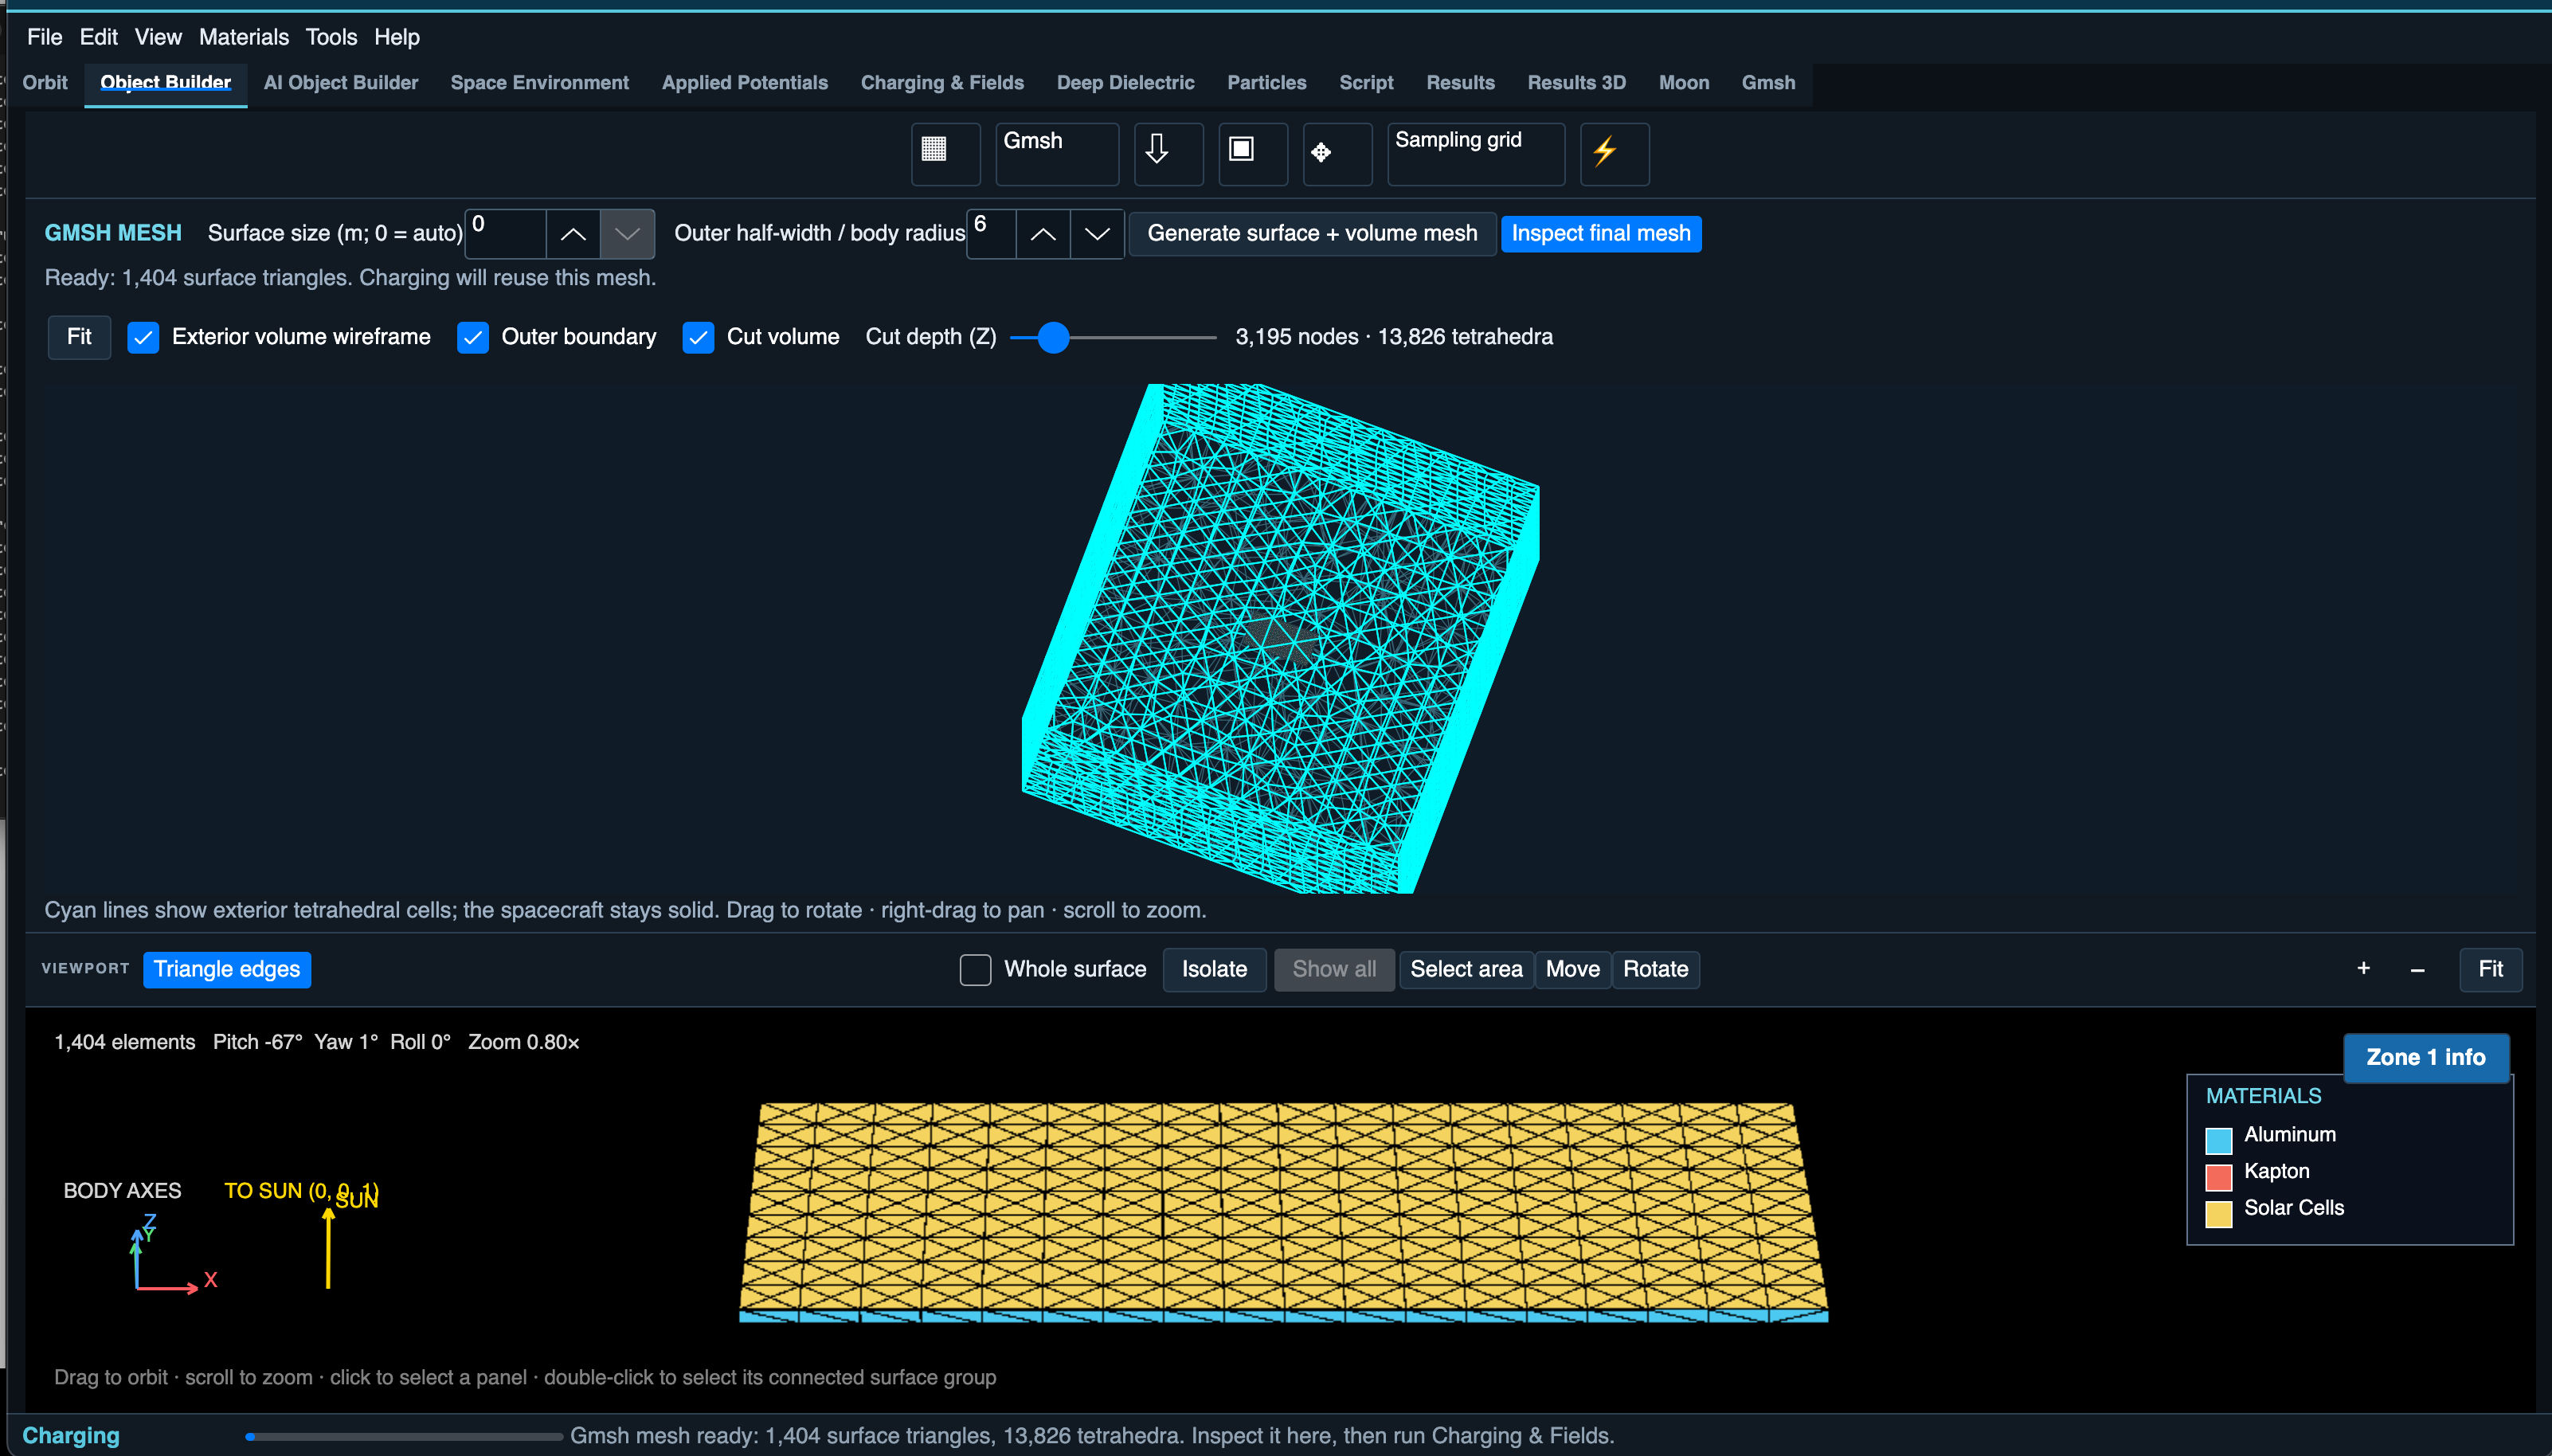 File Edit View Materials Tools Help
Orbit Object Builder AI Object Builder Space Environment Applied Potentials Charging & Fields Deep Dielectric Particles Script Results Results 3D Moon Gmsh
Gmsh Sampling grid
GMSH MESH Surface size (m; 0 = auto) 0 Outer half-width / body radius 6 Generate surface + volume mesh Inspect final mesh
Ready: 1,404 surface triangles. Charging will reuse this mesh.
Fit Exterior volume wireframe Outer boundary Cut volume Cut depth (Z) 3,195 nodes · 13,826 tetrahedra
Cyan lines show exterior tetrahedral cells; the spacecraft stays solid. Drag to rotate · right-drag to pan · scroll to zoom.
VIEWPORT Triangle edges Whole surface Isolate Show all Select area Move Rotate + − Fit
1,404 elements Pitch -67° Yaw 1° Roll 0° Zoom 0.80×
Zone 1 info
MATERIALS
Aluminum
Kapton
Solar Cells
BODY AXES TO SUN (0, 0, 1)
SUN
Z
Y
X
Drag to orbit · scroll to zoom · click to select a panel · double-click to select its connected surface group
Charging Gmsh mesh ready: 1,404 surface triangles, 13,826 tetrahedra. Inspect it here, then run Charging & Fields.